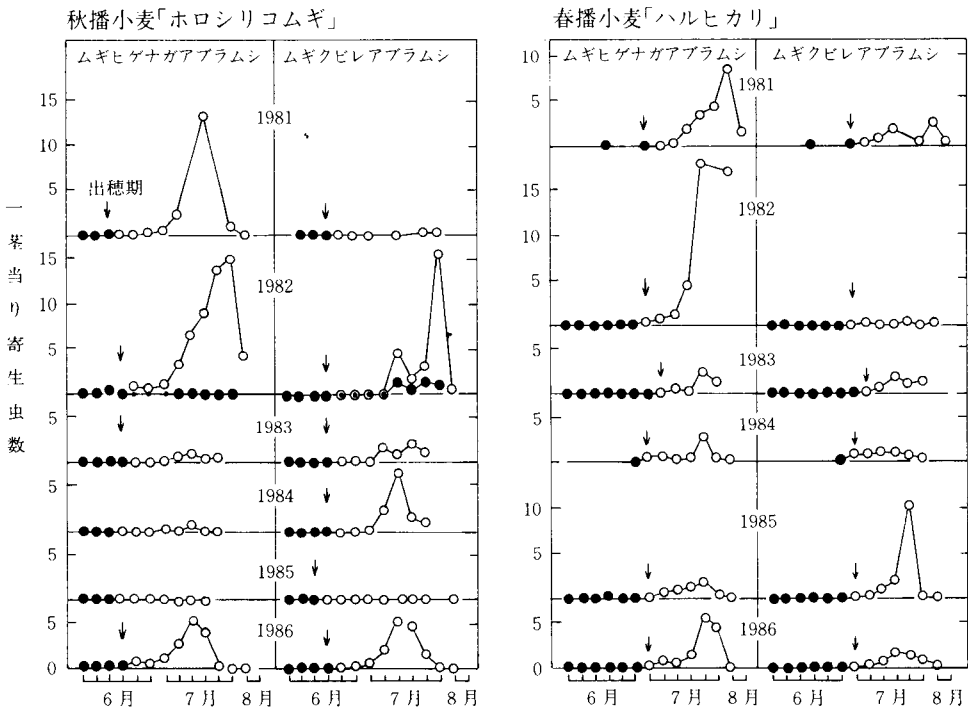 秋播小麦「ホロシリコムギ」
ムギヒゲナガアブラムシ
ムギクビレアブラムシ
一茎当り寄生虫数
15
10
5
1981
出穂期
15
10
5
0
1982
5
1983
5
1984
5
1985
5
0
1986
6月
7月
8月
6月
7月
8月
春播小麦「ハルヒカリ」
ムギヒゲナガアブラムシ
ムギクビレアブラムシ
10
5
1981
15
10
5
1982
5
1983
5
1984
10
5
1985
5
0
1986
6月
7月
8月
6月
7月
8月